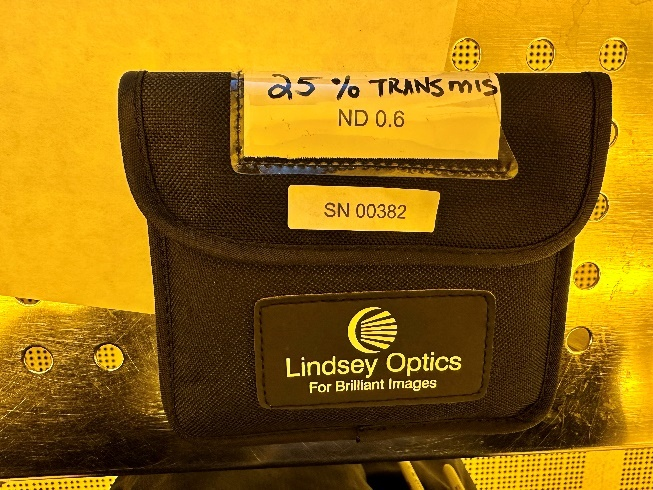 25 % TRANSMIS
ND 0.6
SN 00382
Lindsey Optics
For Brilliant Images